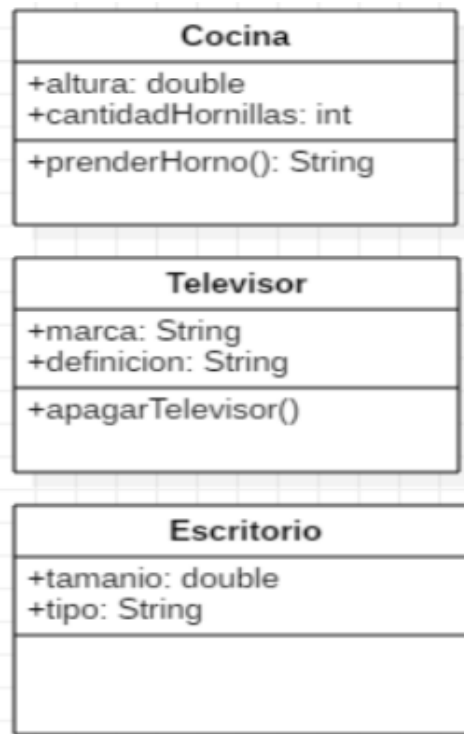 Cocina
+altura: double
+cantidadHornillas: int
+prenderHorno(): String
Televisor
+marca: String
+definicion: String
+apagarTelevisor()
Escritorio
+tamanio: double
+tipo: String